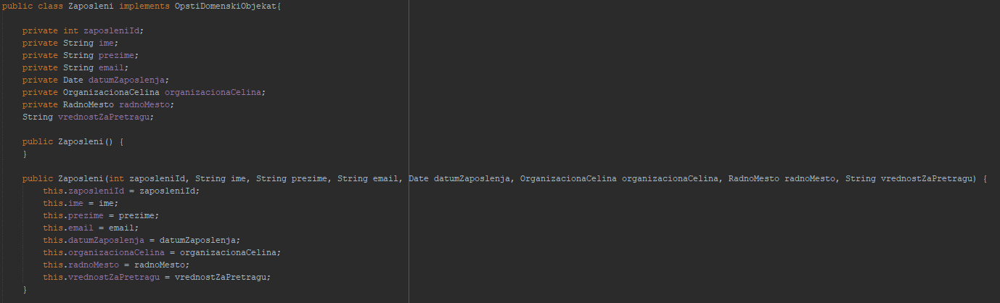 public class Zaposleni implements OpstiDomenskiObjekat{
private int zaposleniId;
private String ime;
private String prezime;
private String email;
private Date datumZaposlenja;
private OrganizacionaCelina organizacionaCelina;
private RadnoMesto radnoMesto;
String vrednostZaPretragu;
public Zaposleni() {
}
public Zaposleni(int zaposleniId, String ime, String prezime, String email, Date datumZaposlenja, OrganizacionaCelina organizacionaCelina, RadnoMesto radnoMesto, String vrednostZaPretragu) {
this.zaposleniId = zaposleniId;
this.ime = ime;
this.prezime = prezime;
this.email = email;
this.datumZaposlenja = datumZaposlenja;
this.organizacionaCelina = organizacionaCelina;
this.radnoMesto = radnoMesto;
this.vrednostZaPretragu = vrednostZaPretragu;
}